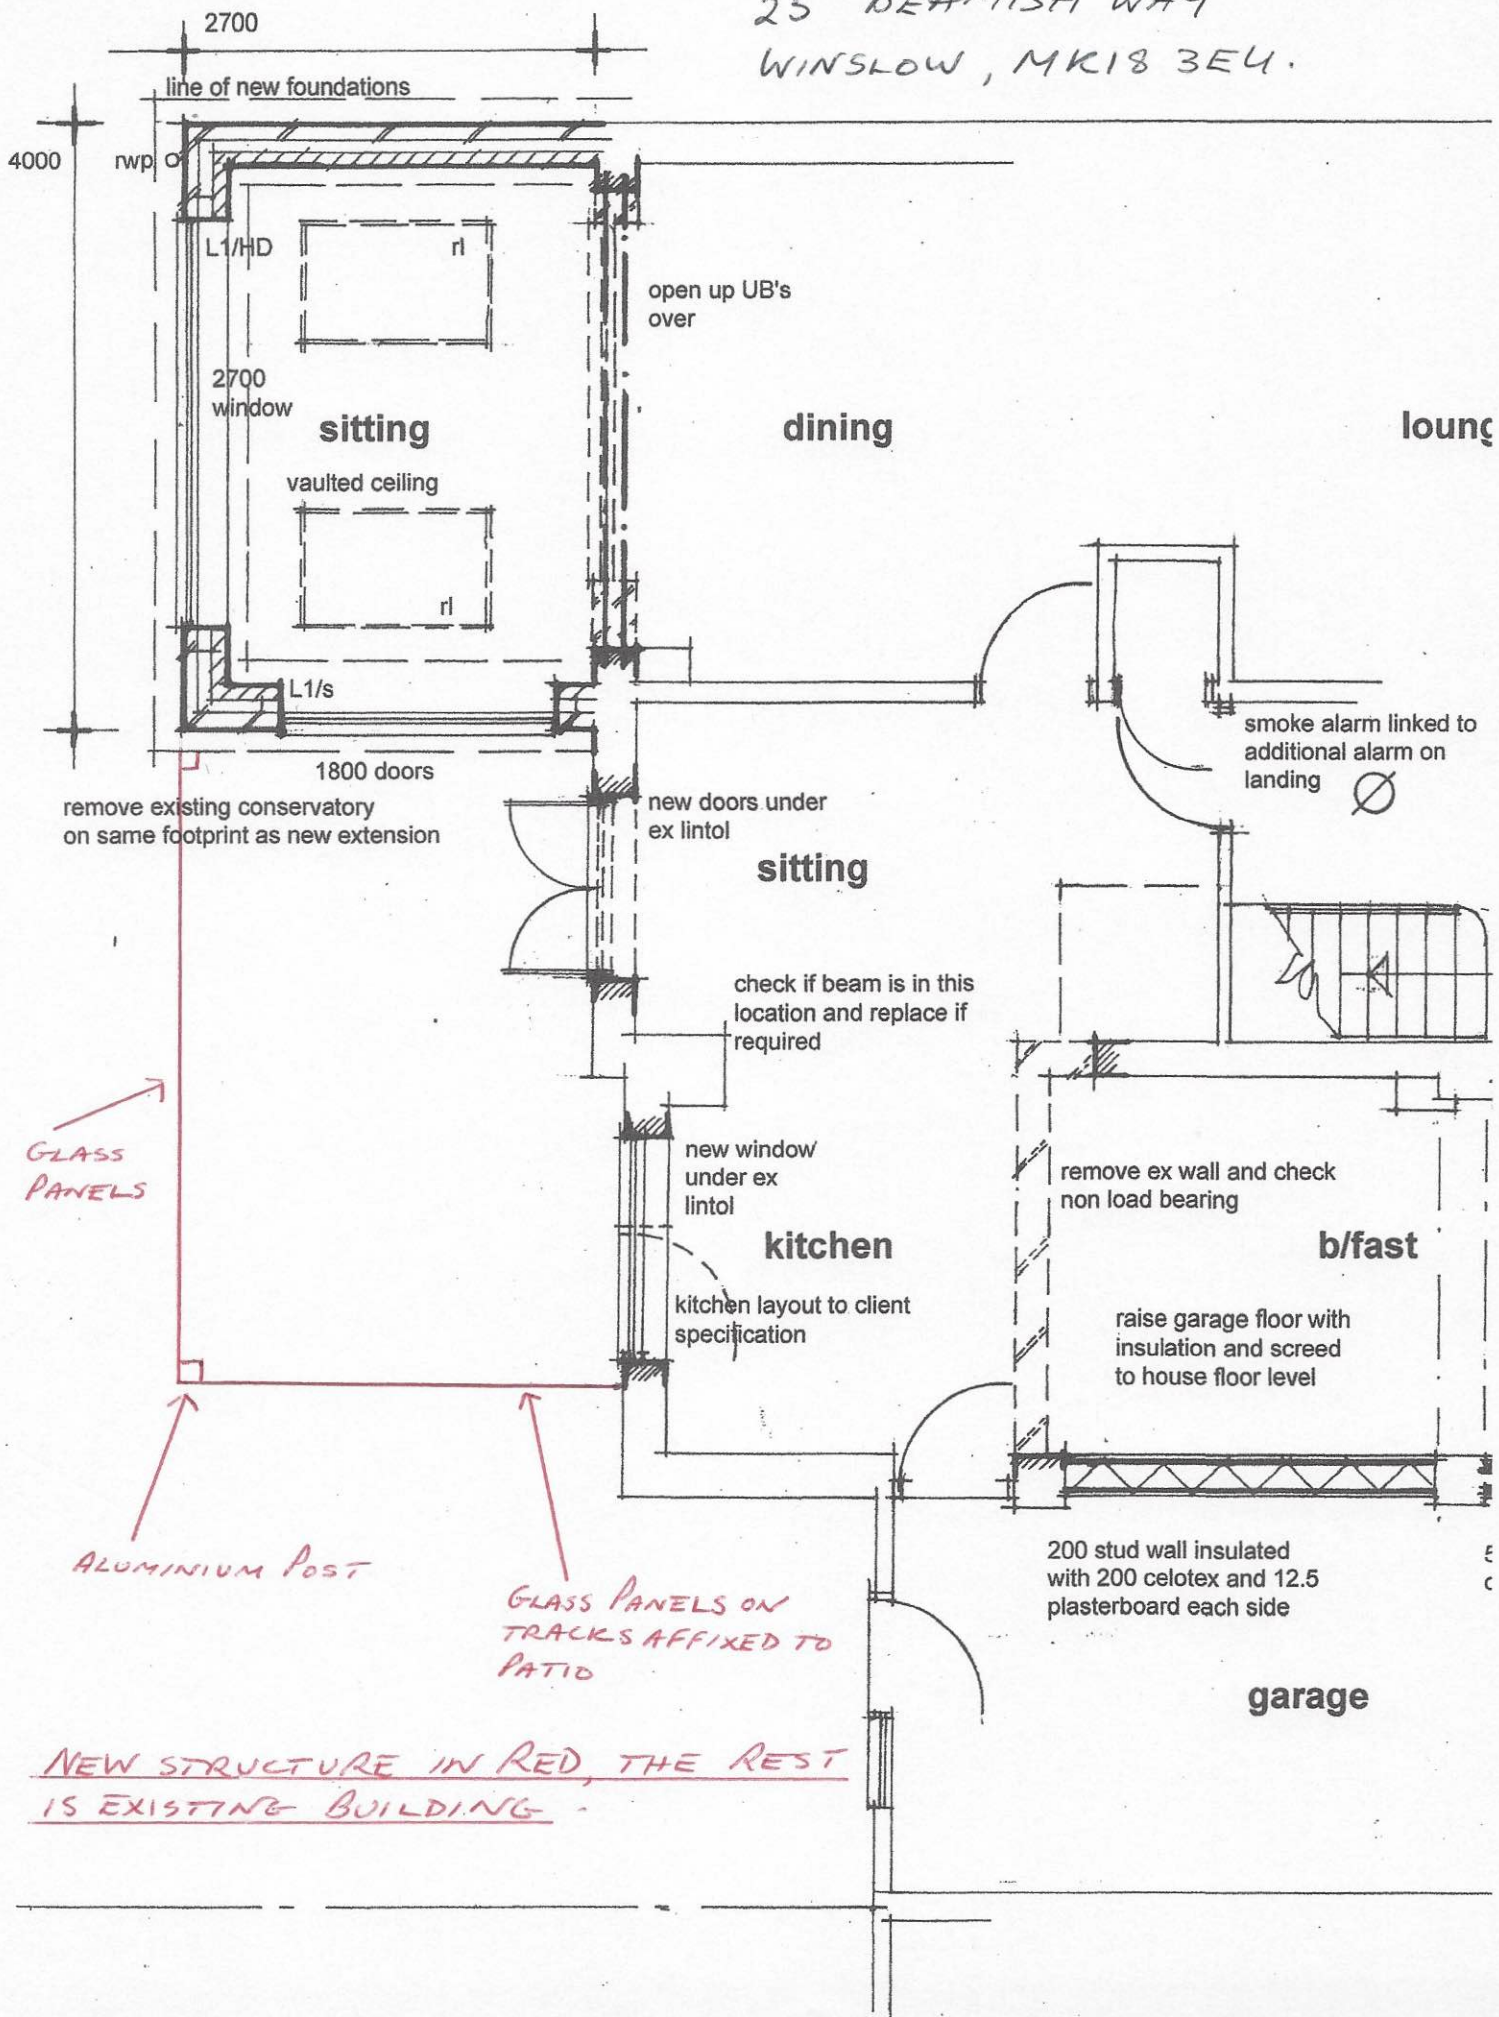 2700
WINSLOW, MK18 3EU.
line of new foundations
4000
rwp
L1/HD
rl
open up UB's
over
2700
window
sitting
dining
vaulted ceiling
rl
L1/s
smoke alarm linked to
additional alarm on
landing
1800 doors
remove existing conservatory
on same footprint as new extension
new doors under
ex lintol
sitting
check if beam is in this
location and replace if
required
GLASS
PANELS
new window
under ex
lintol
remove ex wall and check
non load bearing
kitchen
b/fast
kitchen layout to client
specification
raise garage floor with
insulation and screed
to house floor level
ALUMINIUM POST
GLASS PANELS ON
TRACKS AFFIXED TO
PATIO
200 stud wall insulated
with 200 celotex and 12.5
plasterboard each side
garage
NEW STRUCTURE IN RED, THE REST
IS EXISTING BUILDING.